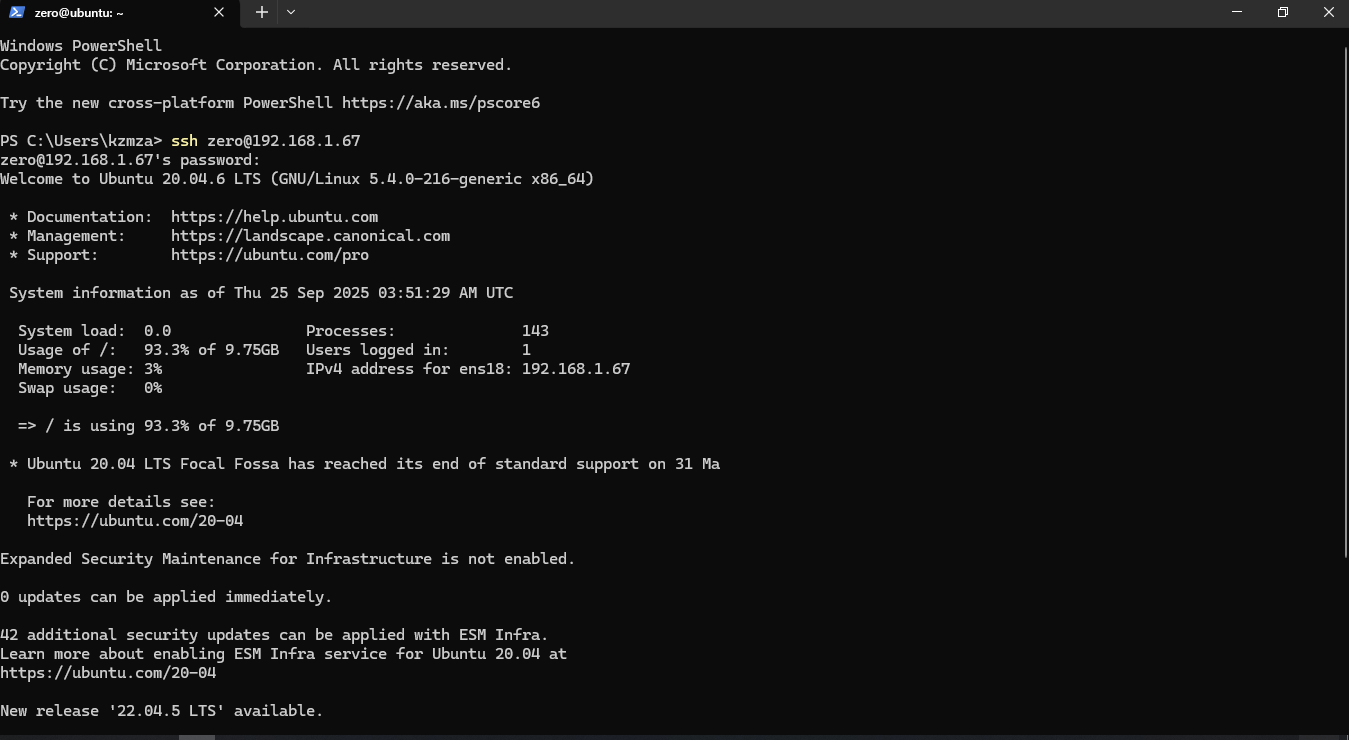 zero@ubuntu: ~
Windows PowerShell
Copyright (C) Microsoft Corporation. All rights reserved.
Try the new cross-platform PowerShell https://aka.ms/pscore6
PS C:\Users\kzmza> ssh zero@192.168.1.67
zero@192.168.1.67's password:
Welcome to Ubuntu 20.04.6 LTS (GNU/Linux 5.4.0-216-generic x86_64)
* Documentation:  https://help.ubuntu.com
* Management:     https://landscape.canonical.com
* Support:        https://ubuntu.com/pro
System information as of Thu 25 Sep 2025 03:51:29 AM UTC
System load:  0.0               Processes:              143
Usage of /:   93.3% of 9.75GB   Users logged in:        1
Memory usage: 3%                IPv4 address for ens18: 192.168.1.67
Swap usage:   0%
=> / is using 93.3% of 9.75GB
* Ubuntu 20.04 LTS Focal Fossa has reached its end of standard support on 31 Ma
For more details see:
https://ubuntu.com/20-04
Expanded Security Maintenance for Infrastructure is not enabled.
0 updates can be applied immediately.
42 additional security updates can be applied with ESM Infra.
Learn more about enabling ESM Infra service for Ubuntu 20.04 at
https://ubuntu.com/20-04
New release '22.04.5 LTS' available.